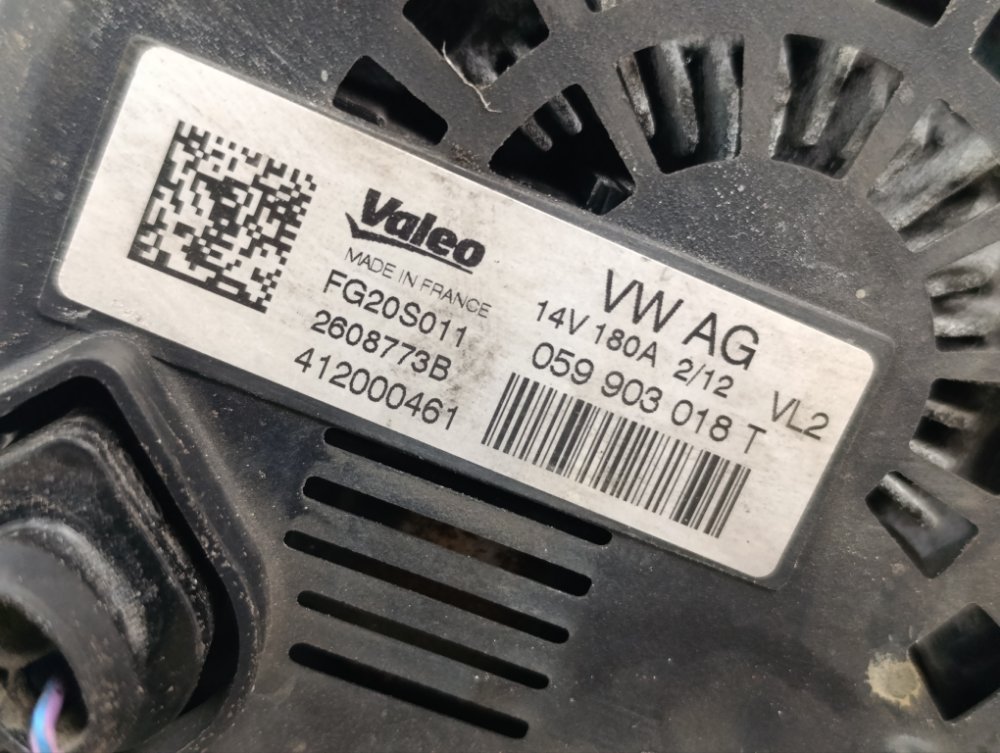 Valeo
MADE IN FRANCE
FG20S011
2608773B
412000461
VW AG
14V 180A 2/12 VL2
059 903 018 T